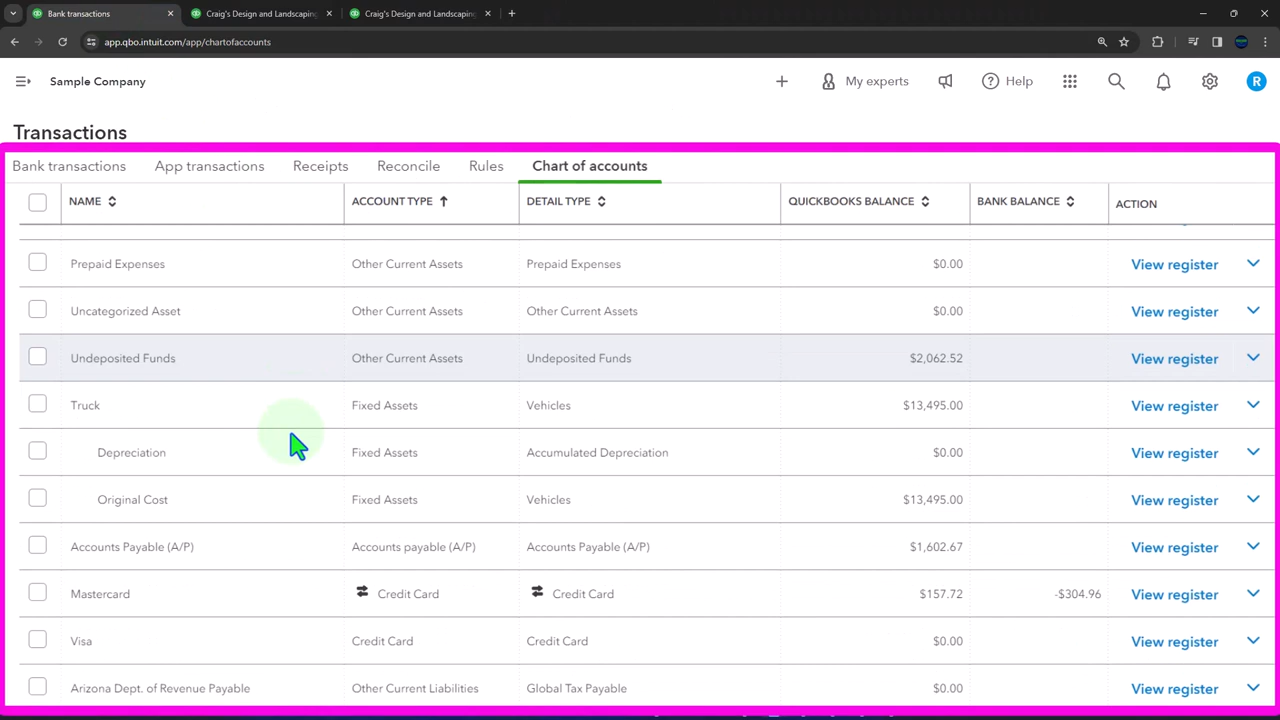 Bank transactions
Craig's Design and Landscaping
Craig's Design and Landscaping
app.qbo.intuit.com/app/chartofaccounts
Sample Company
My experts
Help
R
Transactions
Bank transactions App transactions Receipts Reconcile Rules Chart of accounts
NAME ACCOUNT TYPE DETAIL TYPE QUICKBOOKS BALANCE BANK BALANCE ACTION
Prepaid Expenses Other Current Assets Prepaid Expenses $0.00 View register
Uncategorized Asset Other Current Assets Other Current Assets $0.00 View register
Undeposited Funds Other Current Assets Undeposited Funds $2,062.52 View register
Truck Fixed Assets Vehicles $13,495.00 View register
Depreciation Fixed Assets Accumulated Depreciation $0.00 View register
Original Cost Fixed Assets Vehicles $13,495.00 View register
Accounts Payable (A/P) Accounts payable (A/P) Accounts Payable (A/P) $1,602.67 View register
Mastercard Credit Card Credit Card $157.72 -$304.96 View register
Visa Credit Card Credit Card $0.00 View register
Arizona Dept. of Revenue Payable Other Current Liabilities Global Tax Payable $0.00 View register